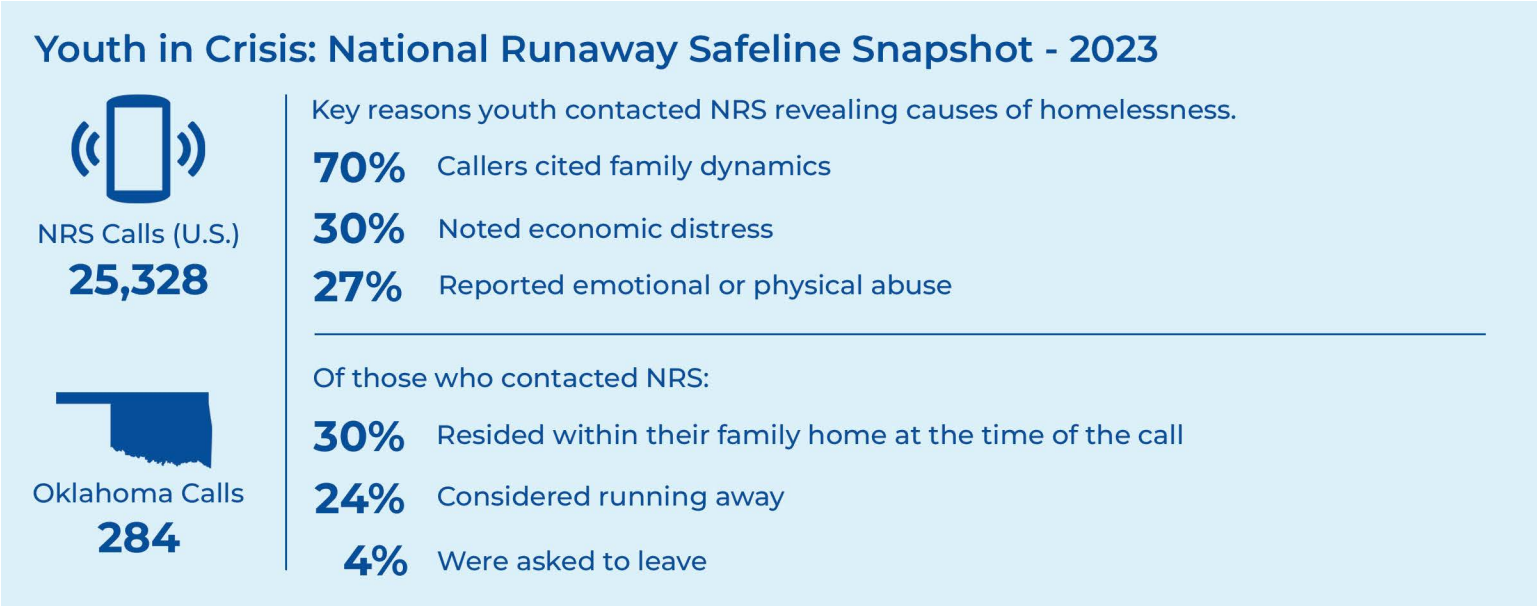 Youth in Crisis: National Runaway Safeline Snapshot - 2023
NRS Calls (U.S.)
25,328
Oklahoma Calls
284
Key reasons youth contacted NRS revealing causes of homelessness.
70% Callers cited family dynamics
30% Noted economic distress
27% Reported emotional or physical abuse
Of those who contacted NRS:
30% Resided within their family home at the time of the call
24% Considered running away
4% Were asked to leave